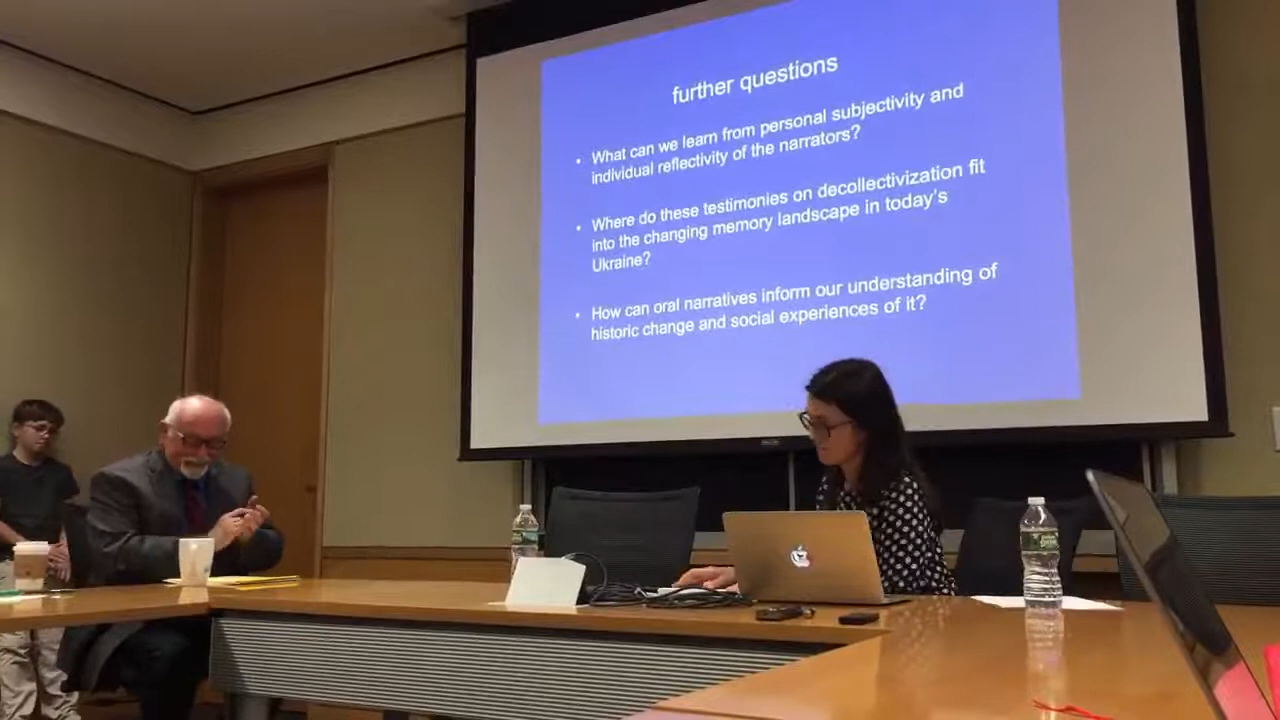 further questions
• What can we learn from personal subjectivity and
individual reflectivity of the narrators?
• Where do these testimonies on decollectivization fit
into the changing memory landscape in today's
Ukraine?
• How can oral narratives inform our understanding of
historic change and social experiences of it?